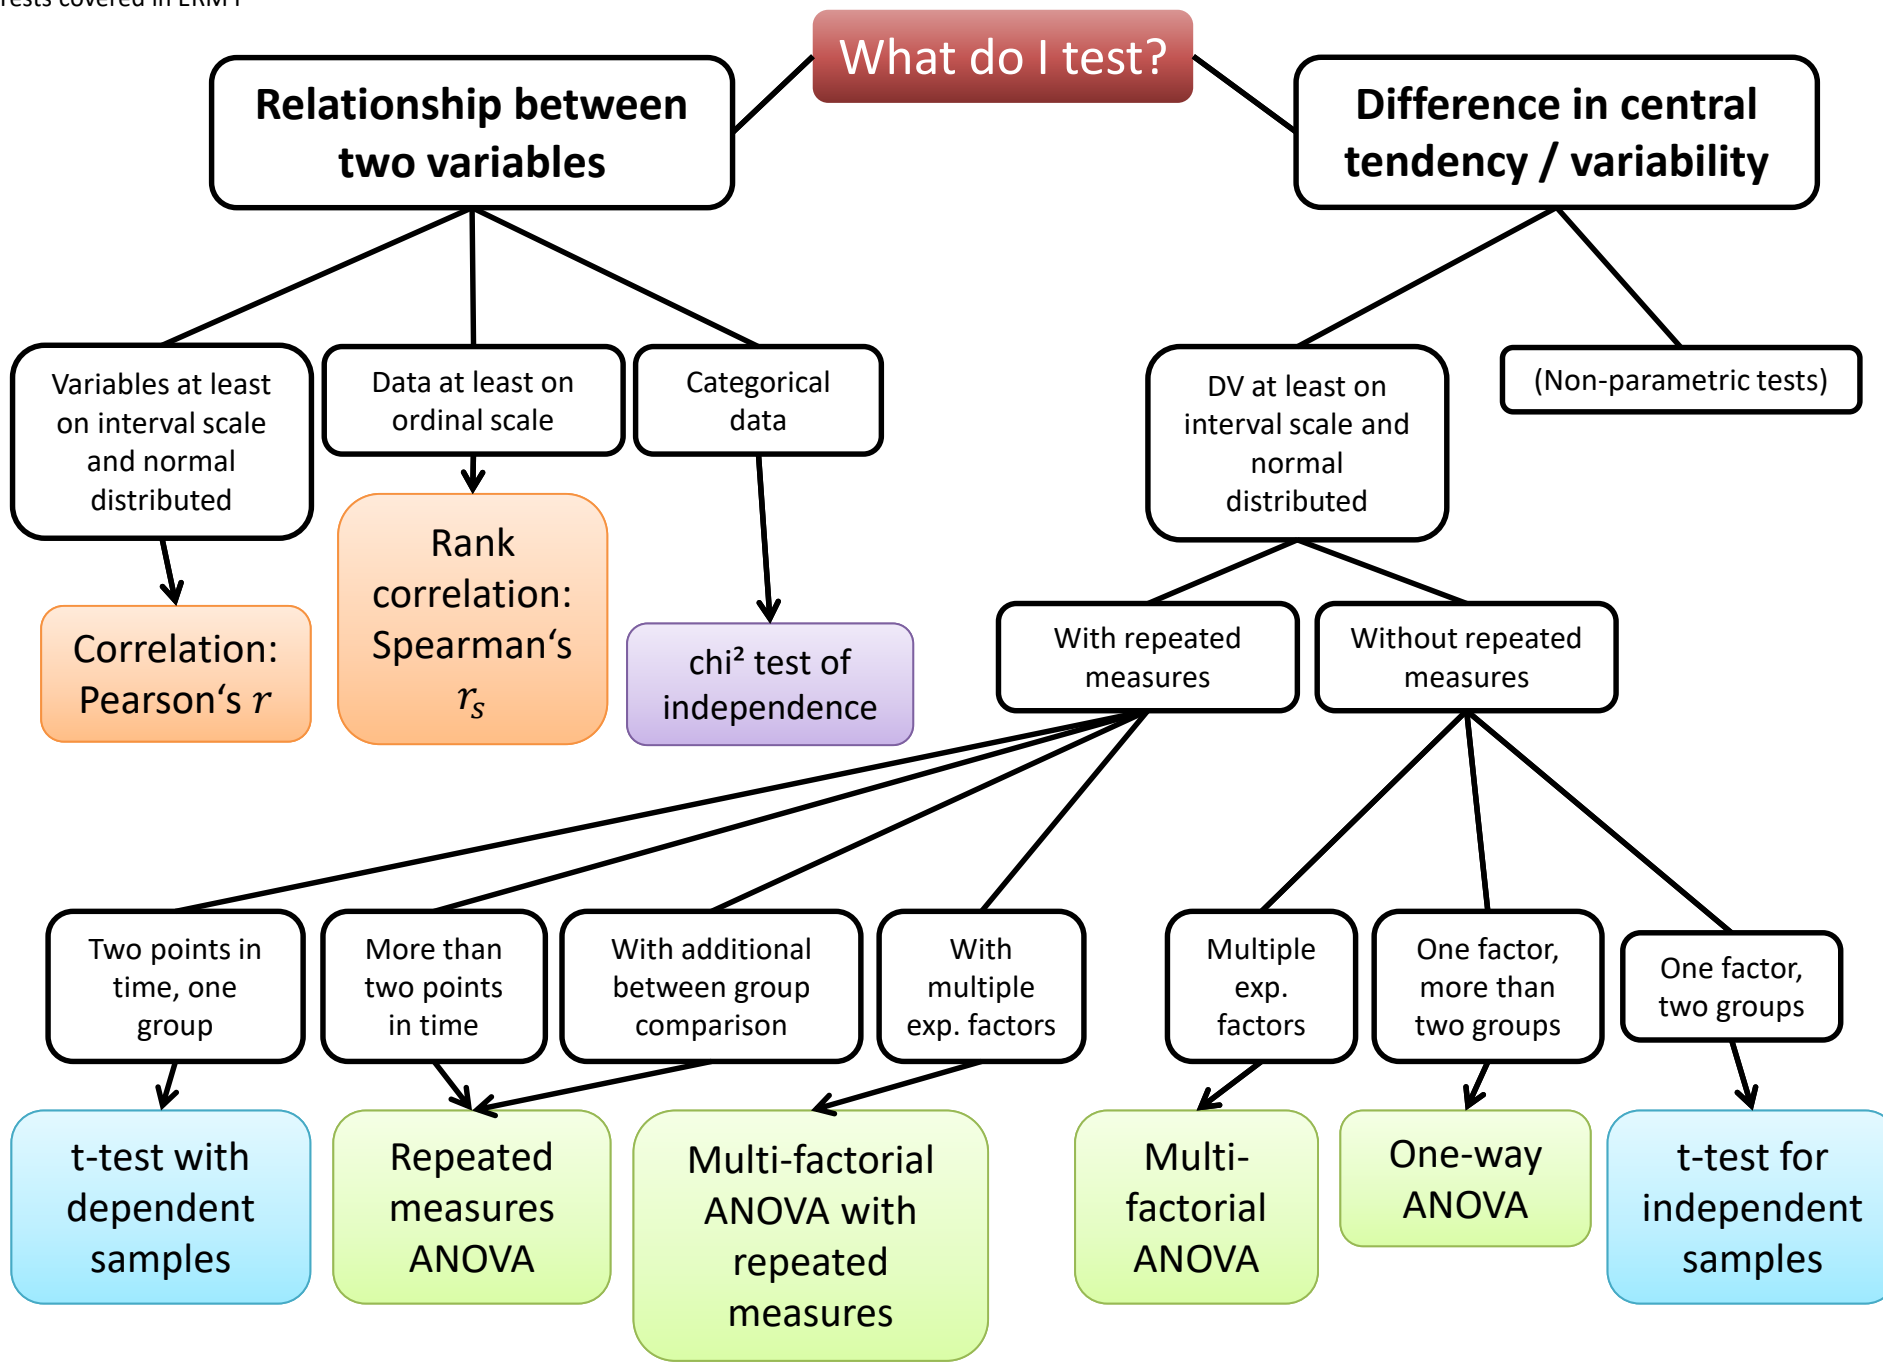 Tests covered in ERM I
What do I test?
Relationship between
two variables
Difference in central
tendency / variability
Variables at least
on interval scale
and normal
distributed
Data at least on
ordinal scale
Categorical
data
DV at least on
interval scale and
normal
distributed
(Non-parametric tests)
Correlation:
Pearson‘s r
Rank
correlation:
Spearman‘s
rₛ
chi² test of
independence
With repeated
measures
Without repeated
measures
Two points in
time, one
group
More than
two points
in time
With additional
between group
comparison
With
multiple
exp. factors
Multiple
exp.
factors
One factor,
more than
two groups
One factor,
two groups
t-test with
dependent
samples
Repeated
measures
ANOVA
Multi-factorial
ANOVA with
repeated
measures
Multi-
factorial
ANOVA
One-way
ANOVA
t-test for
independent
samples